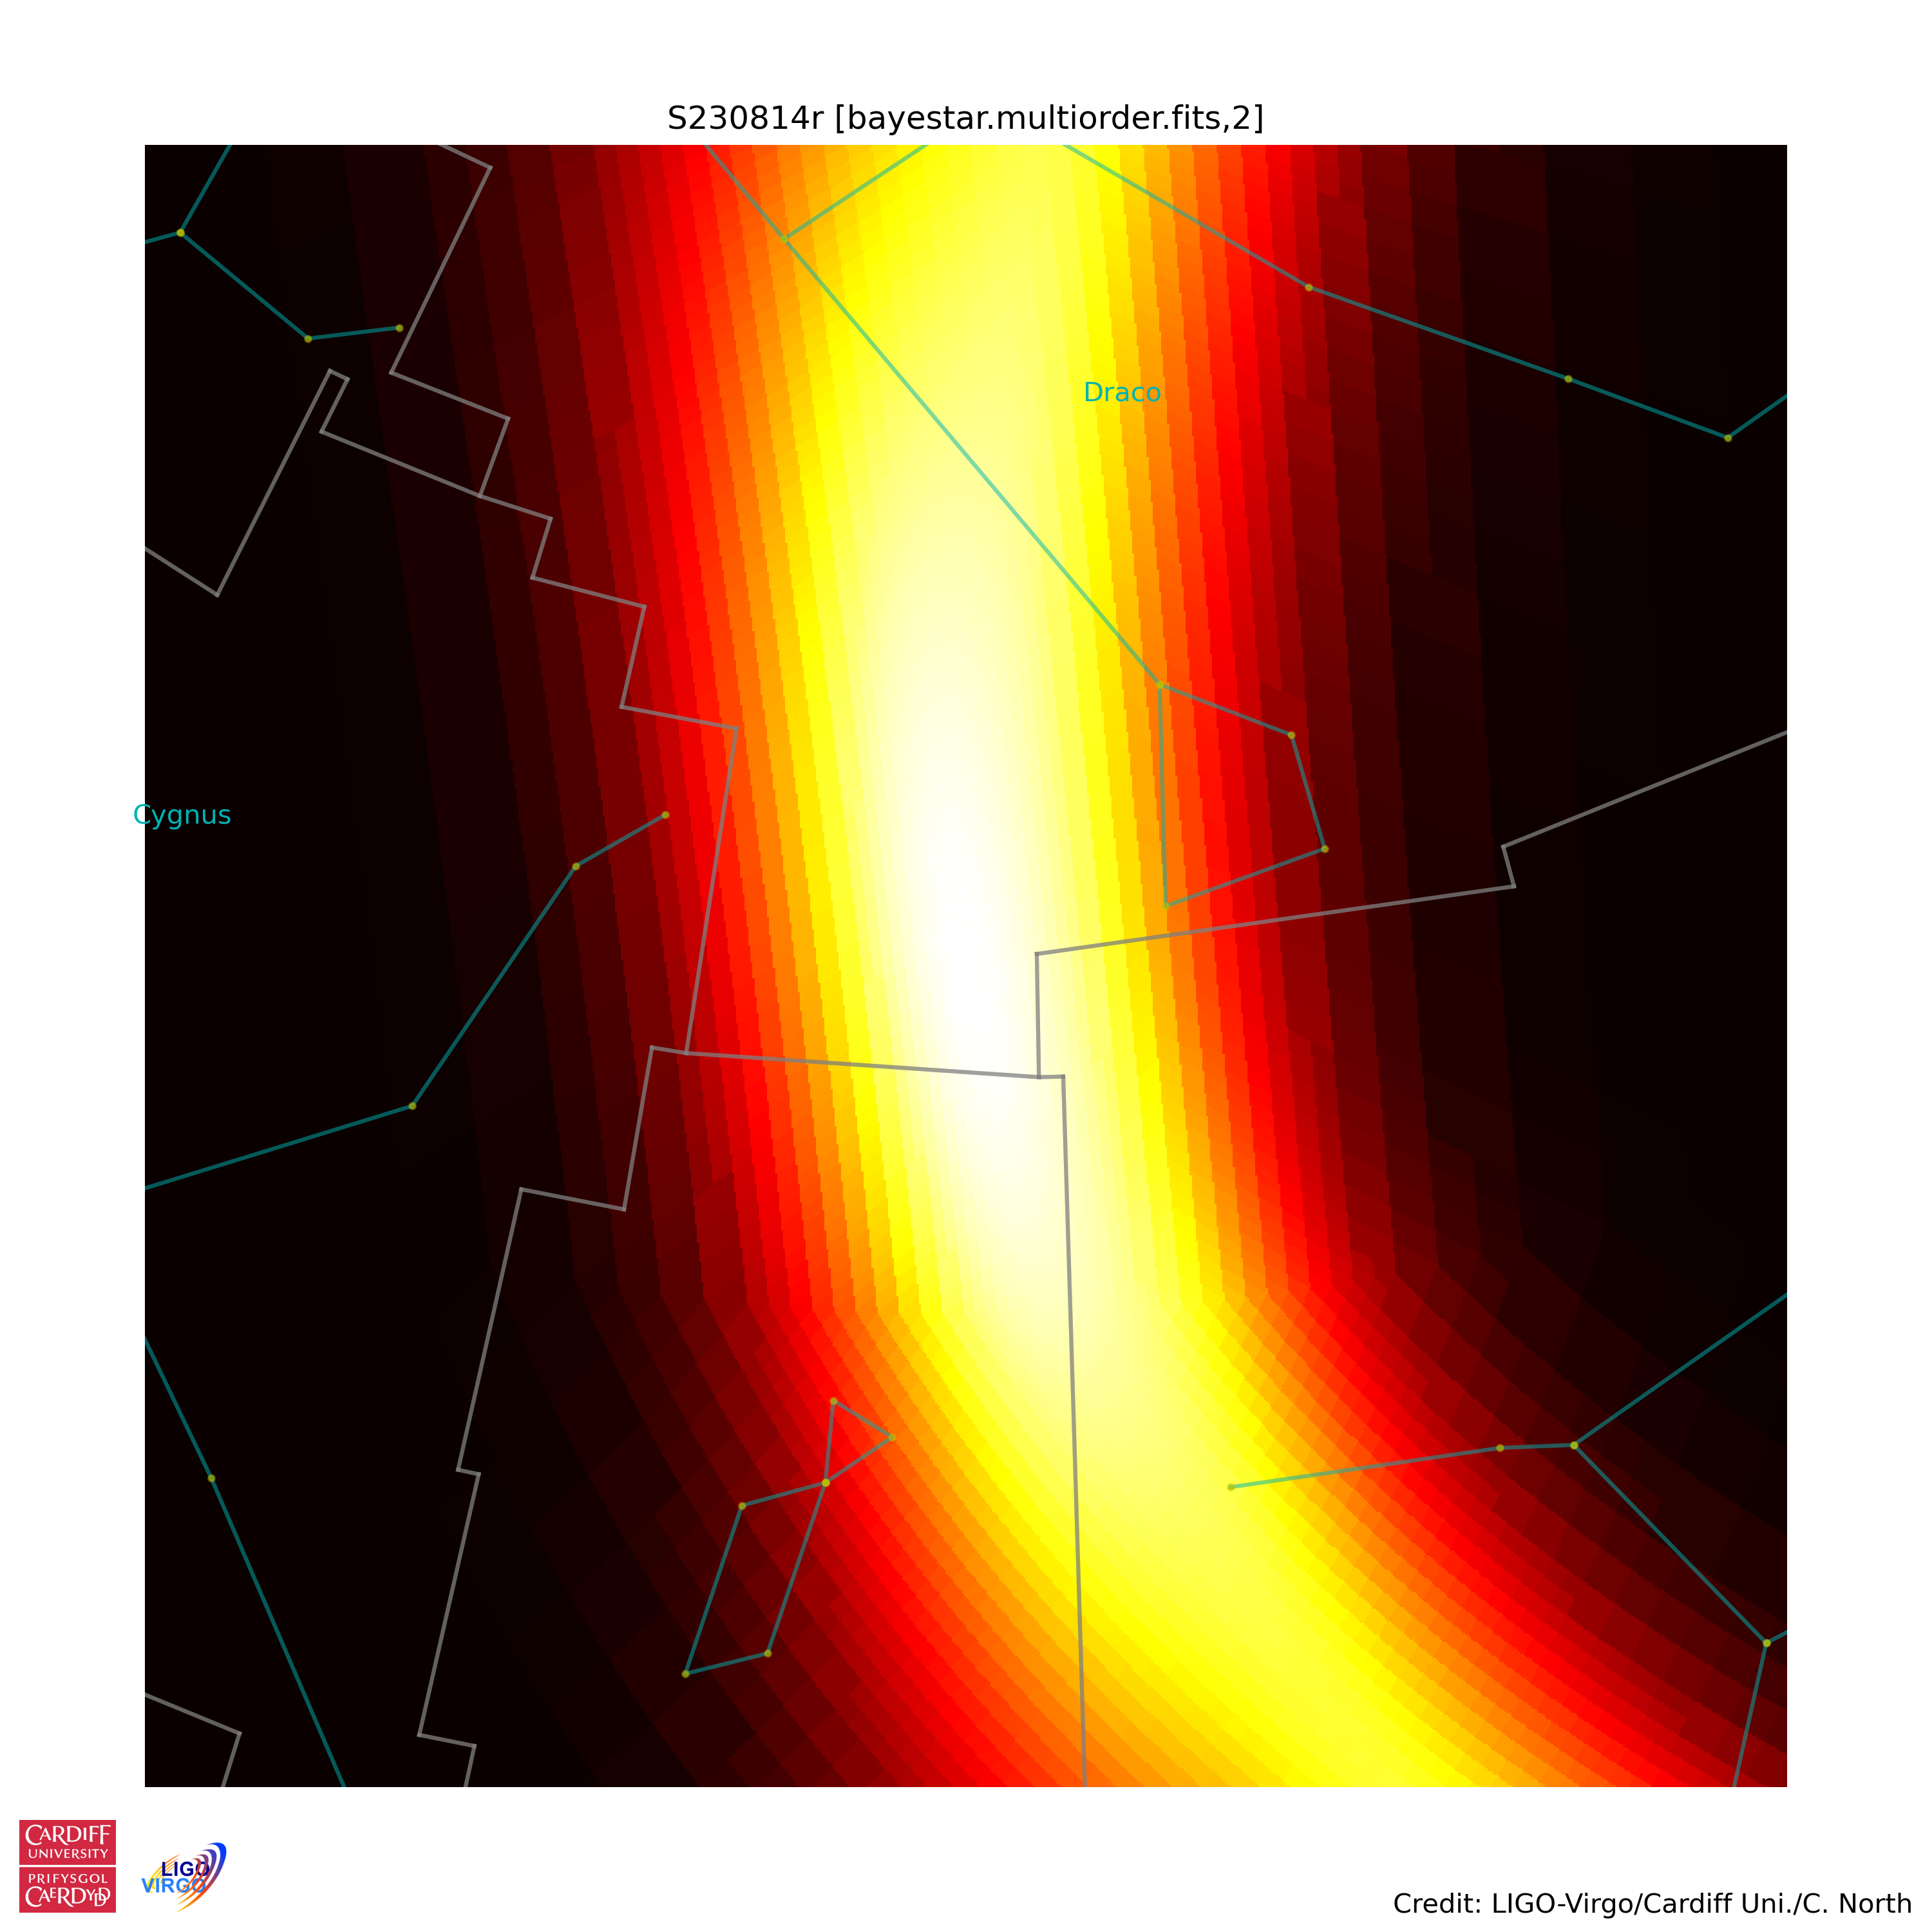 S230814r [bayestar.multiorder.fits,2]
Draco
Cygnus
CARDIFF
UNIVERSITY
PRIFYSGOL
CAERDYDD
LIGO
VIRGO
Credit: LIGO-Virgo/Cardiff Uni./C. North